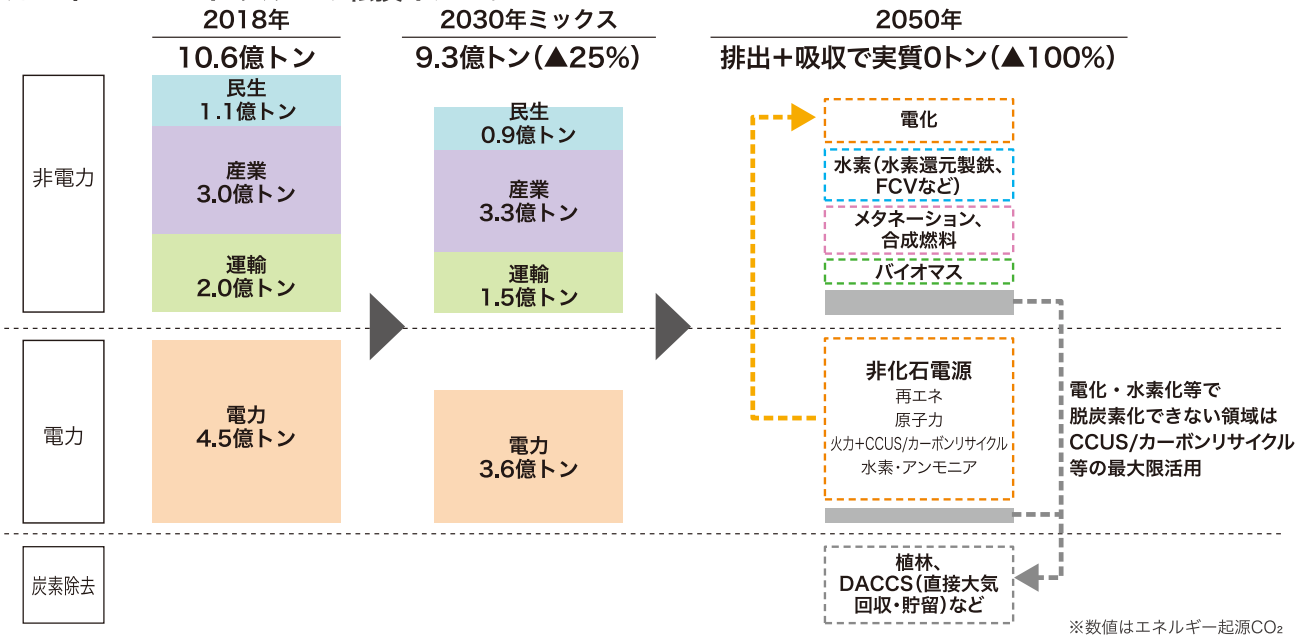 2018年
10.6億トン
2030年ミックス
9.3億トン(▲25%)
2050年
排出+吸収で実質0トン(▲100%)
非電力
民生
1.1億トン
産業
3.0億トン
運輸
2.0億トン
民生
0.9億トン
産業
3.3億トン
運輸
1.5億トン
電化
水素(水素還元製鉄、
FCVなど)
メタネーション、
合成燃料
バイオマス
電力
電力
4.5億トン
電力
3.6億トン
非化石電源
再エネ
原子力
火力+CCUS/カーボンリサイクル
水素・アンモニア
電化・水素化等で
脱炭素化できない領域は
CCUS/カーボンリサイクル
等の最大限活用
炭素除去
植林、
DACCS(直接大気
回収・貯留)など
※数値はエネルギー起源CO₂